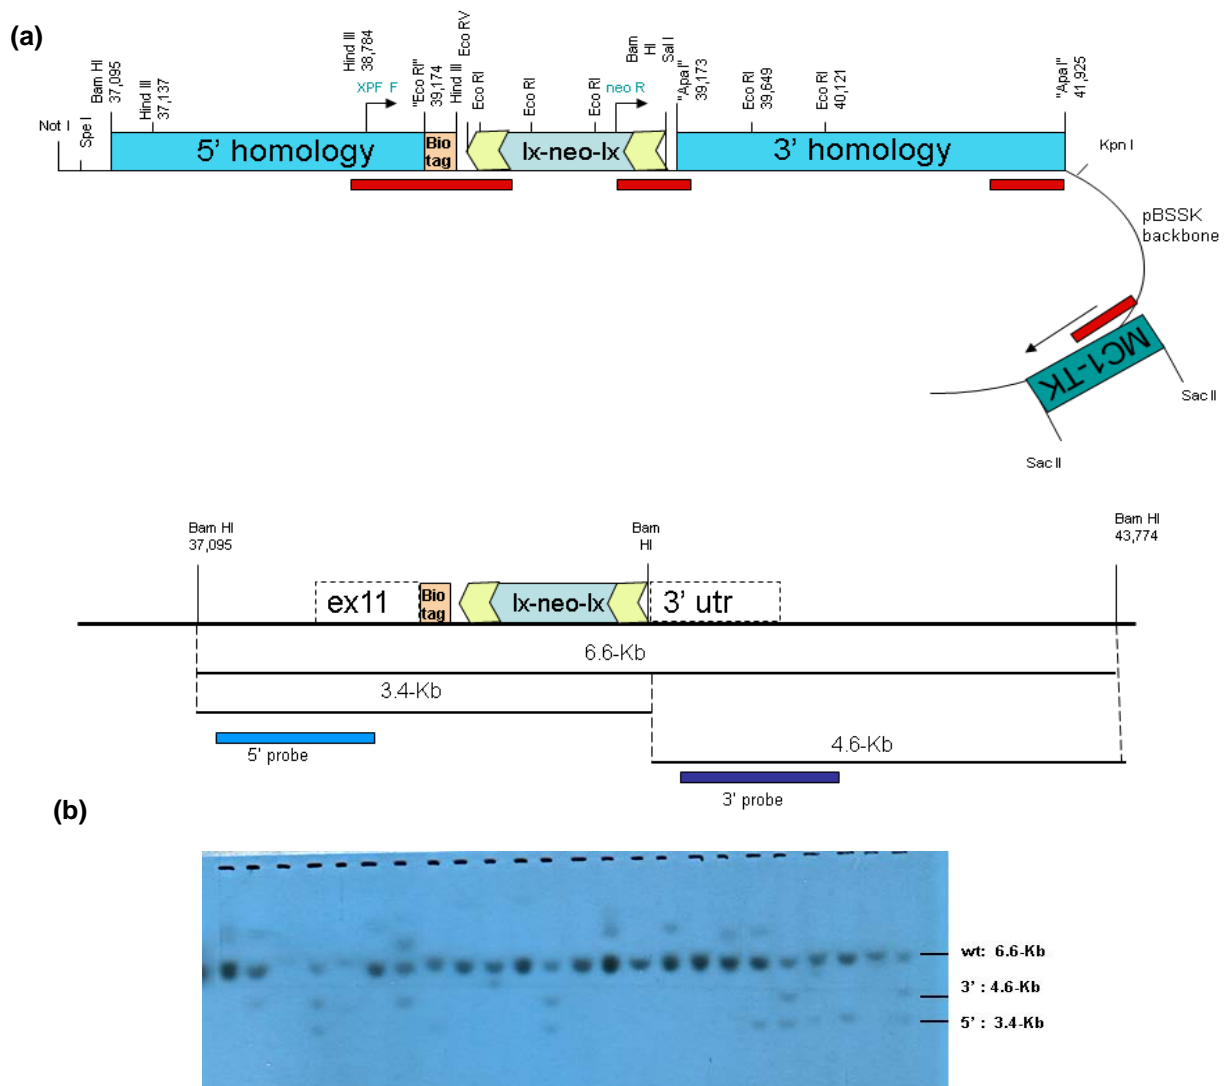 (a)
Not I
Spe I
Bam HI
37,095
Hind III
37,137
Hind III
38,784
XPF F
"Eco RI"
39,174
Hind III
Eco RV
Eco RI
Eco RI
Eco RI
neo R
Bam
HI
Sal I
"Apa I"
39,173
Eco RI
39,649
Eco RI
40,121
"Apa I"
41,925
Kpn I
5' homology
Bio
tag
lx-neo-lx
3' homology
pBSSK
backbone
MC1-TK
Sac II
Sac II
Bam HI
37,095
Bam
HI
Bam HI
43,774
ex11
Bio
tag
lx-neo-lx
3' utr
6.6-Kb
3.4-Kb
4.6-Kb
5' probe
3' probe
(b)
wt: 6.6-Kb
3' : 4.6-Kb
5' : 3.4-Kb